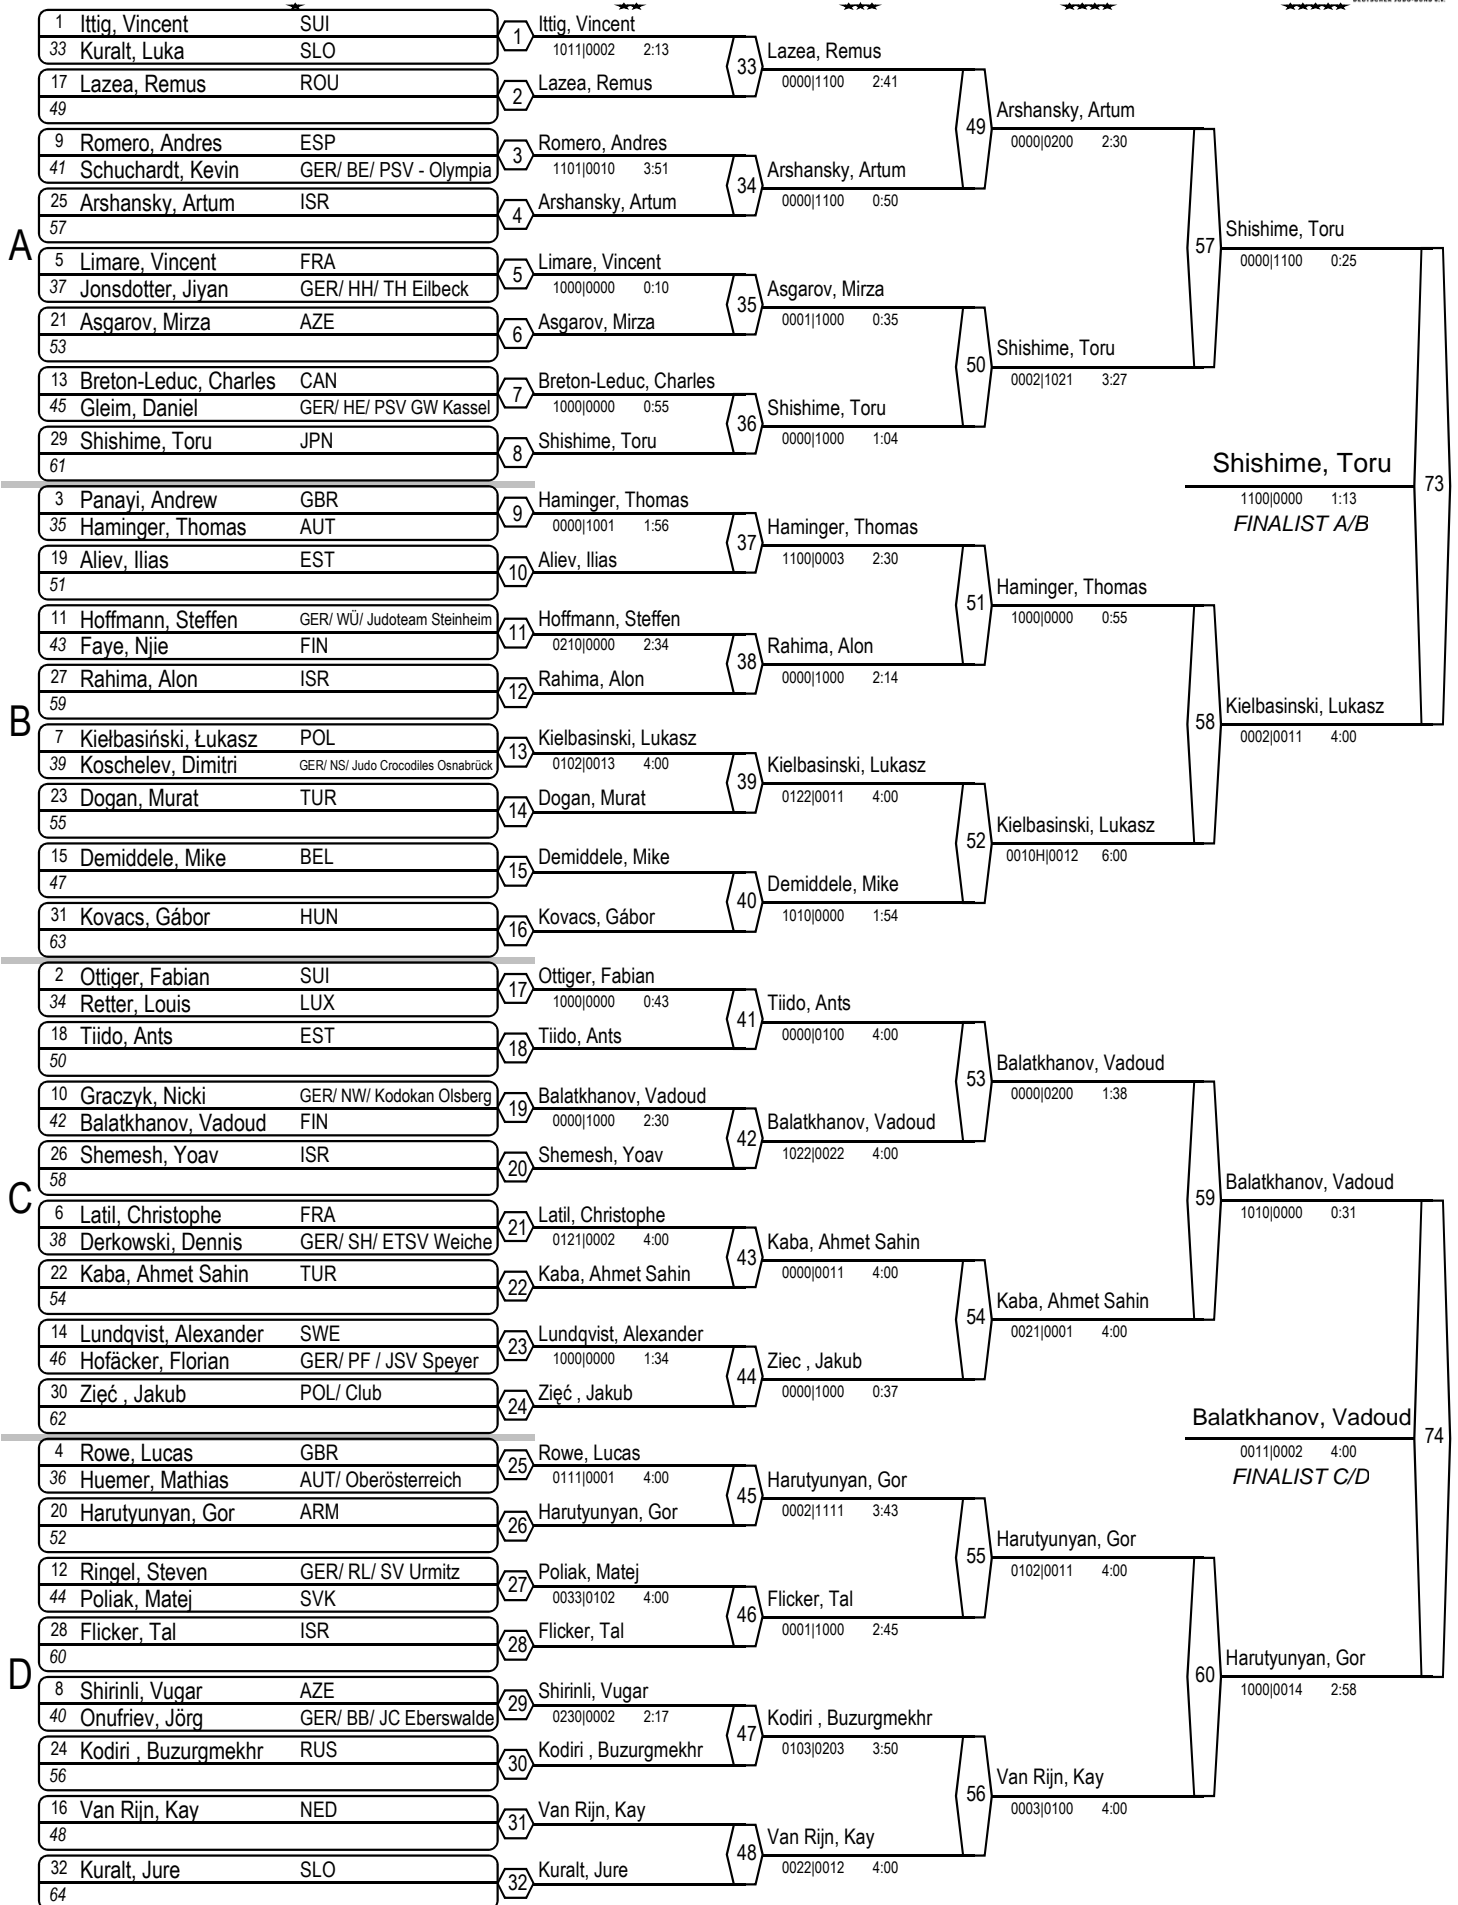 1 Ittig, Vincent SUI
33 Kuralt, Luka SLO
17 Lazea, Remus ROU
49
9 Romero, Andres ESP
41 Schuchardt, Kevin GER/ BE/ PSV - Olympia
25 Arshansky, Artum ISR
57
A
5 Limare, Vincent FRA
37 Jonsdotter, Jiyan GER/ HH/ TH Eilbeck
21 Asgarov, Mirza AZE
53
13 Breton-Leduc, Charles CAN
45 Gleim, Daniel GER/ HE/ PSV GW Kassel
29 Shishime, Toru JPN
61
3 Panayi, Andrew GBR
35 Haminger, Thomas AUT
19 Aliev, Ilias EST
51
11 Hoffmann, Steffen GER/ WÜ/ Judoteam Steinheim
43 Faye, Njie FIN
27 Rahima, Alon ISR
59
B
7 Kiełbasiński, Łukasz POL
39 Koschelev, Dimitri GER/ NS/ Judo Crocodiles Osnabrück
23 Dogan, Murat TUR
55
15 Demiddele, Mike BEL
47
31 Kovacs, Gábor HUN
63
2 Ottiger, Fabian SUI
34 Retter, Louis LUX
18 Tiido, Ants EST
50
10 Graczyk, Nicki GER/ NW/ Kodokan Olsberg
42 Balatkhanov, Vadoud FIN
26 Shemesh, Yoav ISR
58
C
6 Latil, Christophe FRA
38 Derkowski, Dennis GER/ SH/ ETSV Weiche
22 Kaba, Ahmet Sahin TUR
54
14 Lundqvist, Alexander SWE
46 Hofäcker, Florian GER/ PF / JSV Speyer
30 Zięć , Jakub POL/ Club
62
4 Rowe, Lucas GBR
36 Huemer, Mathias AUT/ Oberösterreich
20 Harutyunyan, Gor ARM
52
12 Ringel, Steven GER/ RL/ SV Urmitz
44 Poliak, Matej SVK
28 Flicker, Tal ISR
60
D
8 Shirinli, Vugar AZE
40 Onufriev, Jörg GER/ BB/ JC Eberswalde
24 Kodiri , Buzurgmekhr RUS
56
16 Van Rijn, Kay NED
48
32 Kuralt, Jure SLO
64
1 Ittig, Vincent
1011|0002 2:13
2 Lazea, Remus
3 Romero, Andres
1101|0010 3:51
4 Arshansky, Artum
5 Limare, Vincent
1000|0000 0:10
6 Asgarov, Mirza
7 Breton-Leduc, Charles
1000|0000 0:55
8 Shishime, Toru
9 Haminger, Thomas
0000|1001 1:56
10 Aliev, Ilias
11 Hoffmann, Steffen
0210|0000 2:34
12 Rahima, Alon
13 Kielbasinski, Lukasz
0102|0013 4:00
14 Dogan, Murat
15 Demiddele, Mike
16 Kovacs, Gábor
17 Ottiger, Fabian
1000|0000 0:43
18 Tiido, Ants
19 Balatkhanov, Vadoud
0000|1000 2:30
20 Shemesh, Yoav
21 Latil, Christophe
0121|0002 4:00
22 Kaba, Ahmet Sahin
23 Lundqvist, Alexander
1000|0000 1:34
24 Zięć , Jakub
25 Rowe, Lucas
0111|0001 4:00
26 Harutyunyan, Gor
27 Poliak, Matej
0033|0102 4:00
28 Flicker, Tal
29 Shirinli, Vugar
0230|0002 2:17
30 Kodiri , Buzurgmekhr
31 Van Rijn, Kay
32 Kuralt, Jure
33 Lazea, Remus
0000|1100 2:41
34 Arshansky, Artum
0000|1100 0:50
35 Asgarov, Mirza
0001|1000 0:35
36 Shishime, Toru
0000|1000 1:04
37 Haminger, Thomas
1100|0003 2:30
38 Rahima, Alon
0000|1000 2:14
39 Kielbasinski, Lukasz
0122|0011 4:00
40 Demiddele, Mike
1010|0000 1:54
41 Tiido, Ants
0000|0100 4:00
42 Balatkhanov, Vadoud
1022|0022 4:00
43 Kaba, Ahmet Sahin
0000|0011 4:00
44 Ziec , Jakub
0000|1000 0:37
45 Harutyunyan, Gor
0002|1111 3:43
46 Flicker, Tal
0001|1000 2:45
47 Kodiri , Buzurgmekhr
0103|0203 3:50
48 Van Rijn, Kay
0022|0012 4:00
49 Arshansky, Artum
0000|0200 2:30
50 Shishime, Toru
0002|1021 3:27
51 Haminger, Thomas
1000|0000 0:55
52 Kielbasinski, Lukasz
0010H|0012 6:00
53 Balatkhanov, Vadoud
0000|0200 1:38
54 Kaba, Ahmet Sahin
0021|0001 4:00
55 Harutyunyan, Gor
0102|0011 4:00
56 Van Rijn, Kay
0003|0100 4:00
57 Shishime, Toru
0000|1100 0:25
58 Kielbasinski, Lukasz
0002|0011 4:00
59 Balatkhanov, Vadoud
1010|0000 0:31
60 Harutyunyan, Gor
1000|0014 2:58
Shishime, Toru
73
1100|0000 1:13
FINALIST A/B
Balatkhanov, Vadoud
74
0011|0002 4:00
FINALIST C/D